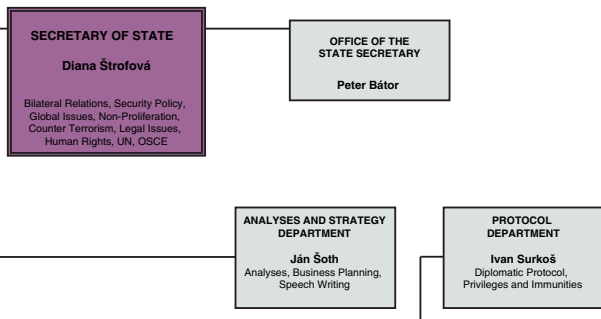 SECRETARY OF STATE
Diana Štrofová
Bilateral Relations, Security Policy,
Global Issues, Non-Proliferation,
Counter Terrorism, Legal Issues,
Human Rights, UN, OSCE
OFFICE OF THE
STATE SECRETARY
Peter Bátor
ANALYSES AND STRATEGY
DEPARTMENT
Ján Šoth
Analyses, Business Planning,
Speech Writing
PROTOCOL
DEPARTMENT
Ivan Surkoš
Diplomatic Protocol,
Privileges and Immunities